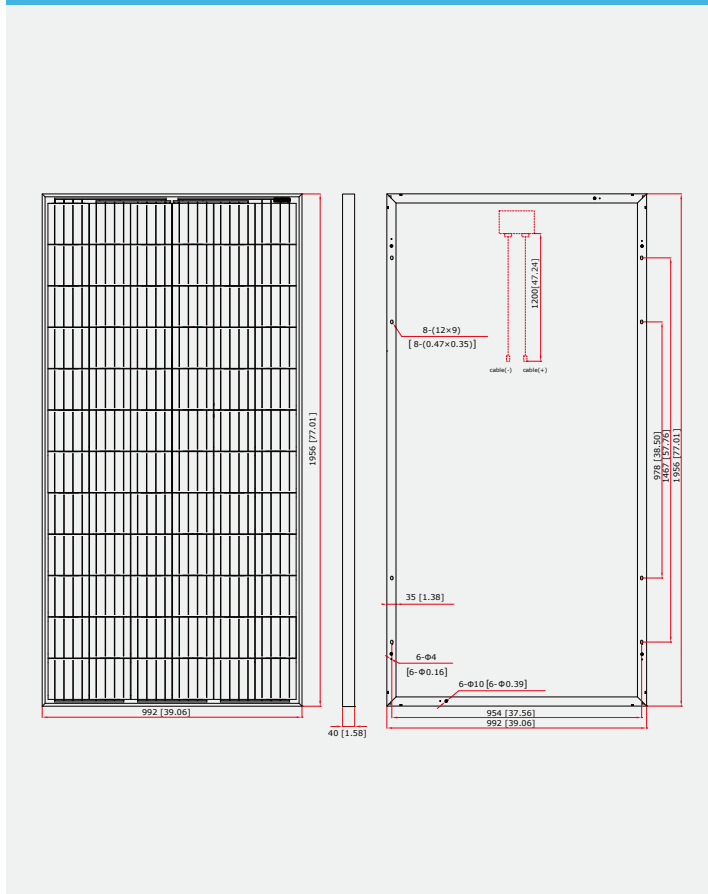 1956 [77.01]
992 [39.06]
40 [1.58]
1200[47.24]
8-(12×9)
[ 8-(0.47×0.35)]
cable(-)
cable(+)
978 [38.50]
1467 [57.76]
1956 [77.01]
35 [1.38]
6-Φ4
[6-Φ0.16]
6-Φ10 [6-Φ0.39]
954 [37.56]
992 [39.06]